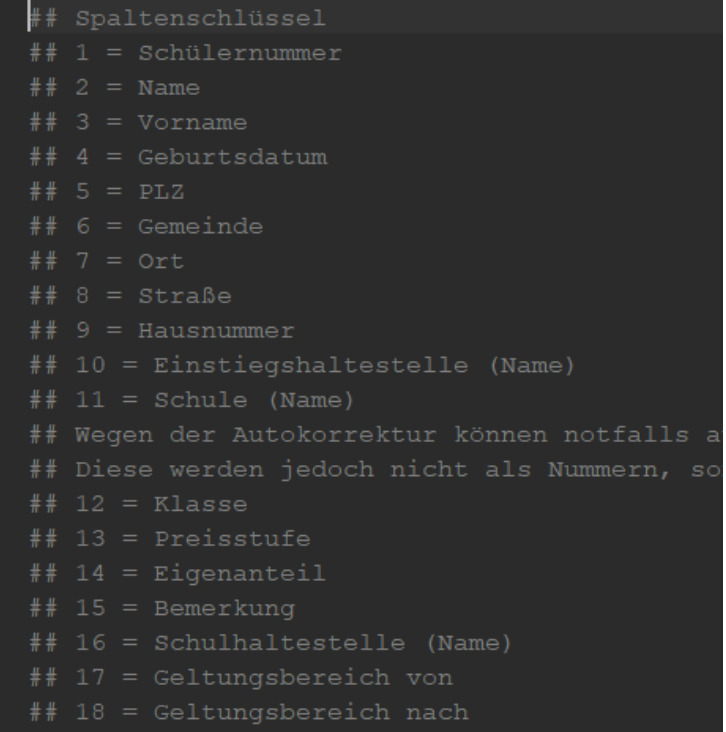 ## Spaltenschlüssel
## 1 = Schülernummer
## 2 = Name
## 3 = Vorname
## 4 = Geburtsdatum
## 5 = PLZ
## 6 = Gemeinde
## 7 = Ort
## 8 = Straße
## 9 = Hausnummer
## 10 = Einstiegshaltestelle (Name)
## 11 = Schule (Name)
## Wegen der Autokorrektur können notfalls
## Diese werden jedoch nicht als Nummern,
## 12 = Klasse
## 13 = Preisstufe
## 14 = Eigenanteil
## 15 = Bemerkung
## 16 = Schulhaltestelle (Name)
## 17 = Geltungsbereich von
## 18 = Geltungsbereich nach